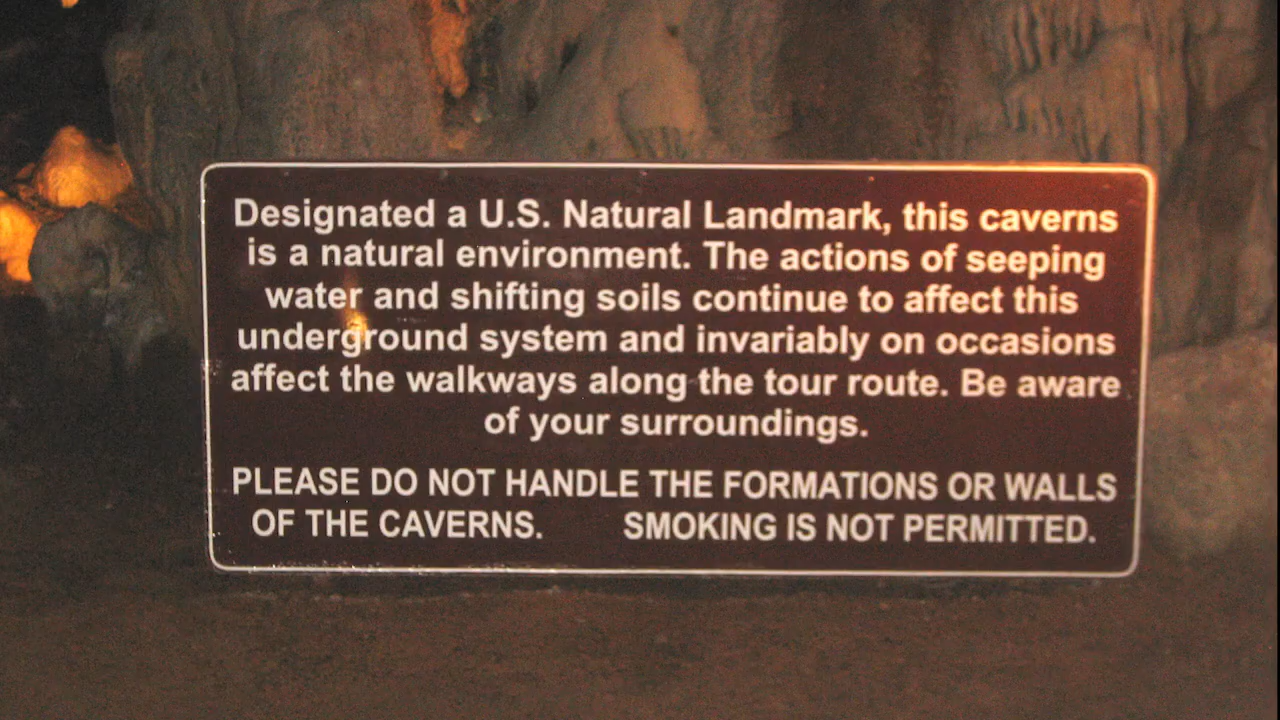 Designated a U.S. Natural Landmark, this caverns
is a natural environment. The actions of seeping
water and shifting soils continue to affect this
underground system and invariably on occasions
affect the walkways along the tour route. Be aware
of your surroundings.
PLEASE DO NOT HANDLE THE FORMATIONS OR WALLS
OF THE CAVERNS. SMOKING IS NOT PERMITTED.